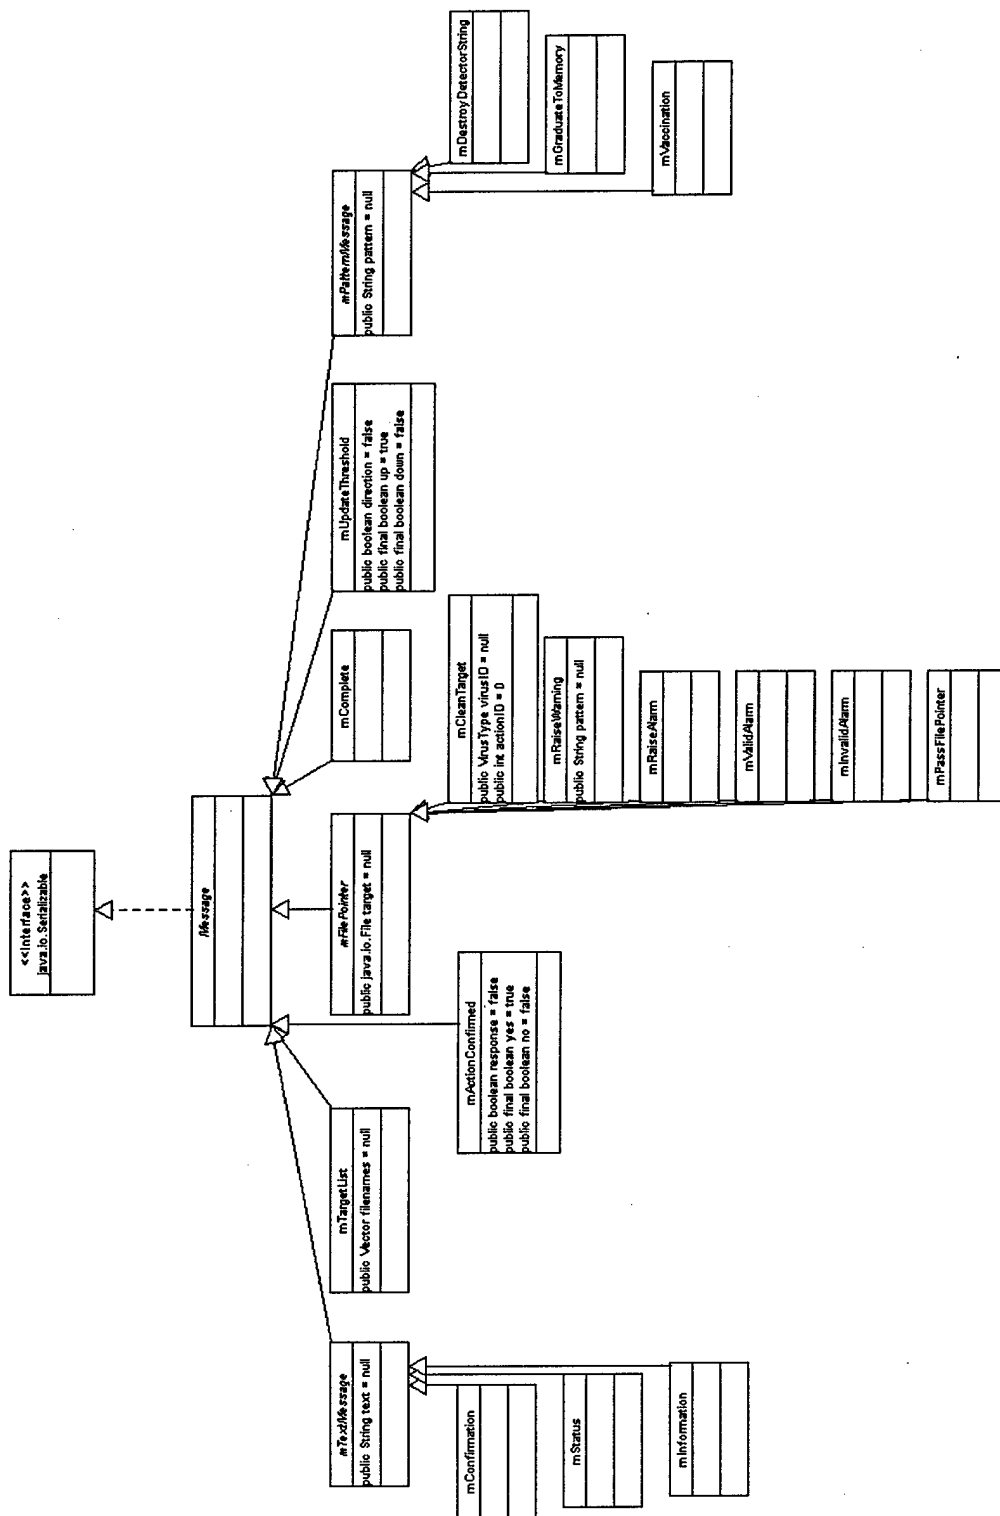 <<Interface>>
java.io.Serializable
Message
mTextMessage
public String text = null
mTargetList
public Vector filenames = null
mActionConfirmed
public boolean response = false
public final boolean yes = true
public final boolean no = false
mFilePointer
public java.io.File target = null
mComplete
mUpdateThreshold
public boolean direction = false
public final boolean up = true
public final boolean down = false
mPatternMessage
public String pattern = null
mConfirmation
mStatus
mInformation
mCleanTarget
public VirusType virusID = null
public int actionID = 0
mRaiseWarning
public String pattern = null
mRaiseAlarm
mValidAlarm
mInvalidAlarm
mPassFilePointer
mDestroyDetectorString
mGraduateToMemory
mVaccination